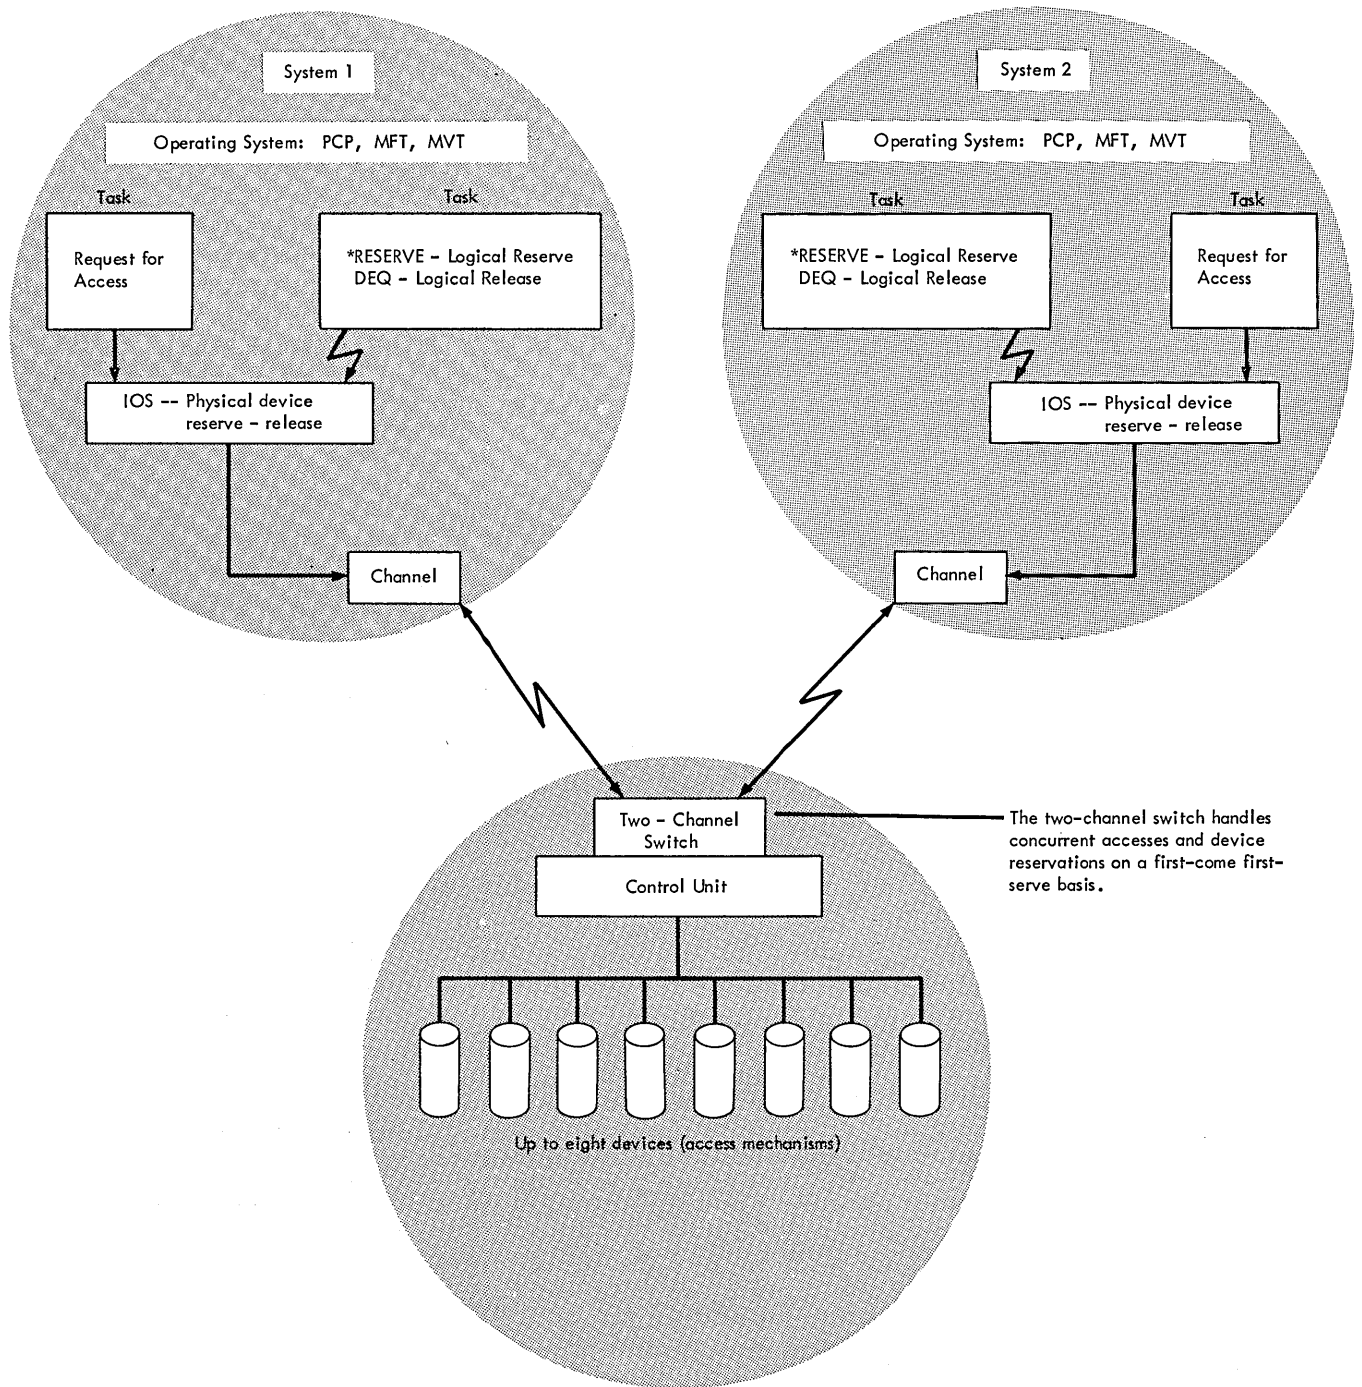 System 1
Operating System: PCP, MFT, MVT
Task
Task
Request for
Access
*RESERVE - Logical Reserve
DEQ - Logical Release
IOS -- Physical device
reserve - release
Channel
System 2
Operating System: PCP, MFT, MVT
Task
Task
*RESERVE - Logical Reserve
DEQ - Logical Release
Request for
Access
IOS -- Physical device
reserve - release
Channel
Two - Channel
Switch
Control Unit
The two-channel switch handles
concurrent accesses and device
reservations on a first-come first-
serve basis.
Up to eight devices (access mechanisms)